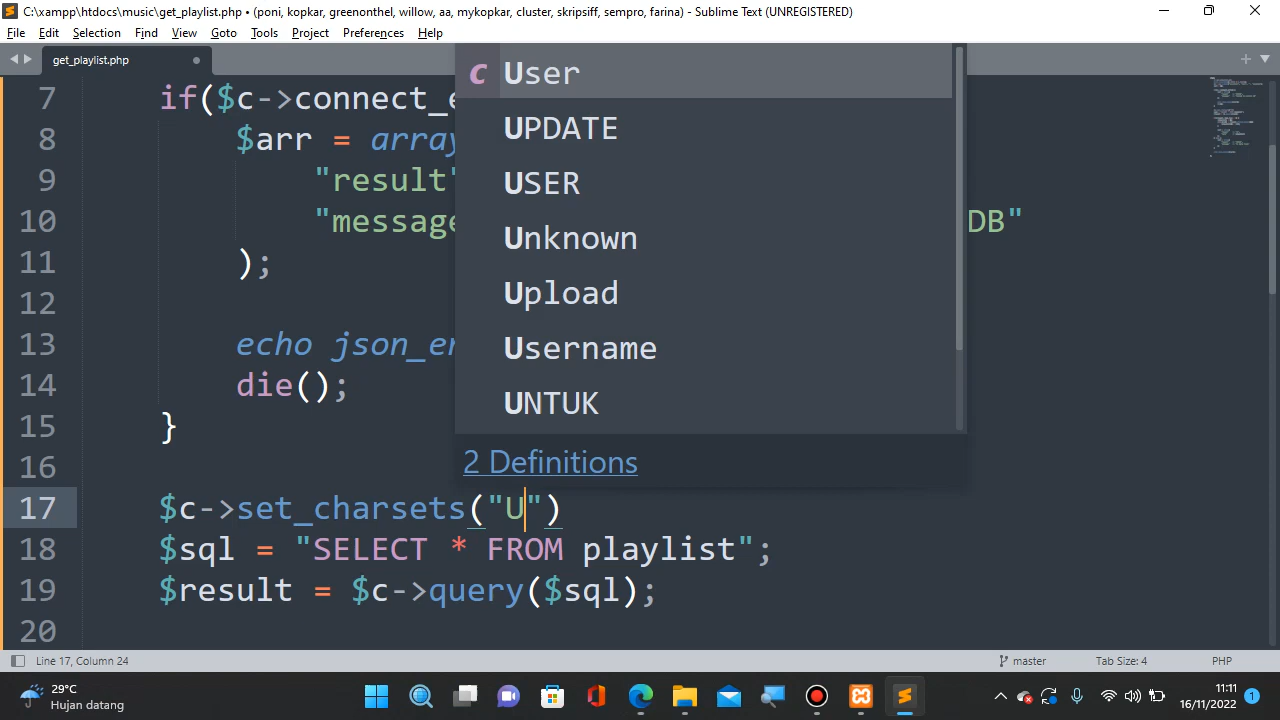 C:\xampp\htdocs\music\get_playlist.php • (poni, kopkar, greenonthel, willow, aa, mykopkar, cluster, skripsiff, sempro, farina) - Sublime Text (UNREGISTERED)
File Edit Selection Find View Goto Tools Project Preferences Help
get_playlist.php
7 if($c->connect_e
8 $arr = array
9 "result"
10 "message DB"
11 );
12
13 echo json_en
14 die();
15 }
16
17 $c->set_charsets("U")
18 $sql = "SELECT * FROM playlist";
19 $result = $c->query($sql);
20
c User
UPDATE
USER
Unknown
Upload
Username
UNTUK
2 Definitions
Line 17, Column 24 master Tab Size: 4 PHP
29°C
Hujan datang
11:11
16/11/2022
1